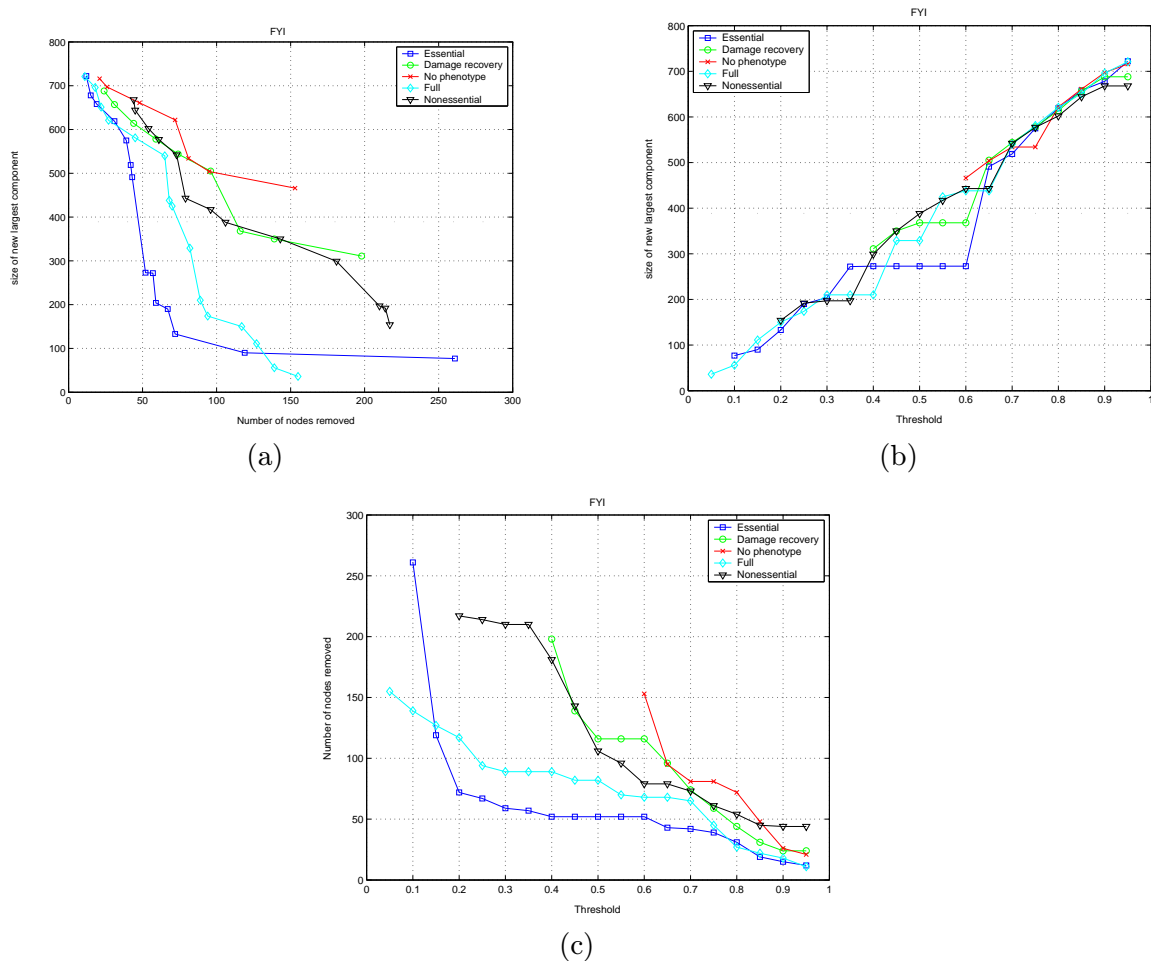 FYI
size of new largest component
800
700
600
500
400
300
200
100
0
0 50 100 150 200 250 300
Number of nodes removed
Essential
Damage recovery
No phenotype
Full
Nonessential
(a)
FYI
size of new largest component
800
700
600
500
400
300
200
100
0
0 0.1 0.2 0.3 0.4 0.5 0.6 0.7 0.8 0.9 1
Threshold
Essential
Damage recovery
No phenotype
Full
Nonessential
(b)
FYI
Number of nodes removed
300
250
200
150
100
50
0
0 0.1 0.2 0.3 0.4 0.5 0.6 0.7 0.8 0.9 1
Threshold
Essential
Damage recovery
No phenotype
Full
Nonessential
(c)